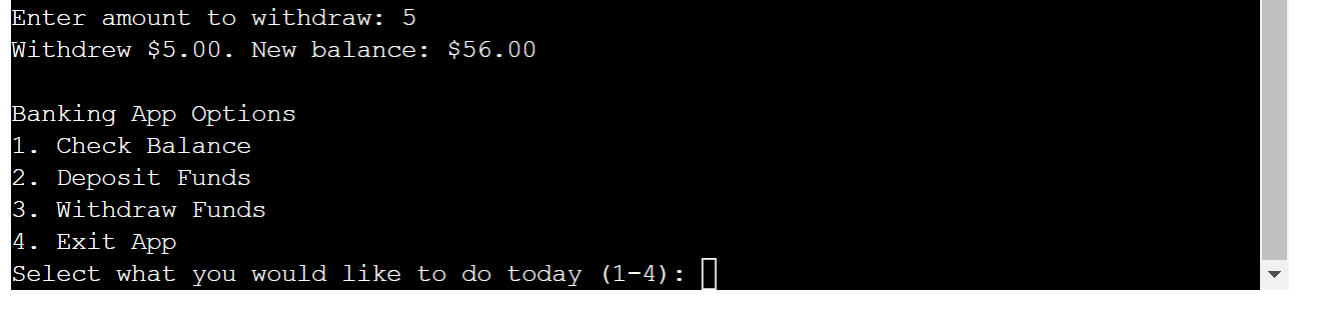 Enter amount to withdraw: 5
Withdrew $5.00. New balance: $56.00
Banking App Options
1. Check Balance
2. Deposit Funds
3. Withdraw Funds
4. Exit App
Select what you would like to do today (1-4):